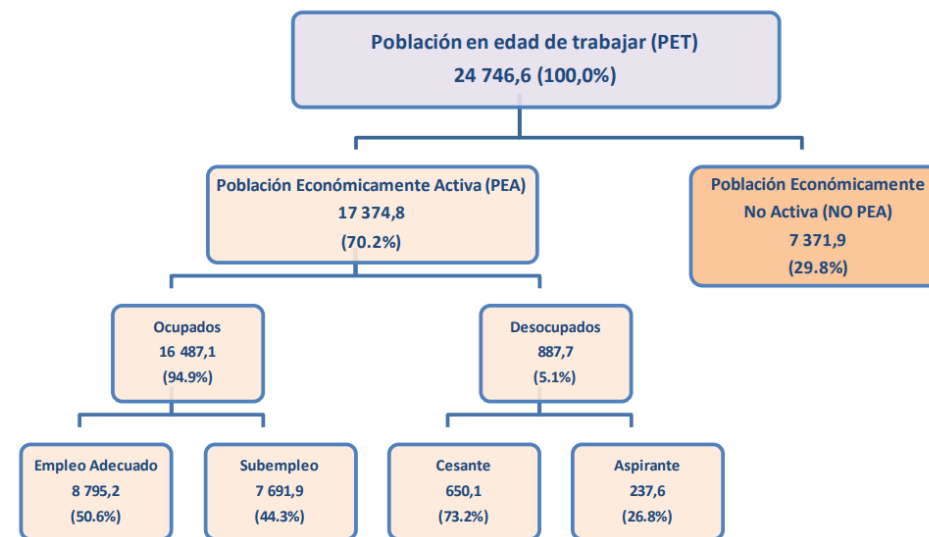 Población en edad de trabajar (PET)
24 746,6 (100,0%)
Población Económicamente Activa (PEA)
17 374,8
(70.2%)
Población Económicamente
No Activa (NO PEA)
7 371,9
(29.8%)
Ocupados
16 487,1
(94.9%)
Desocupados
887,7
(5.1%)
Empleo Adecuado
8 795,2
(50.6%)
Subempleo
7 691,9
(44.3%)
Cesante
650,1
(73.2%)
Aspirante
237,6
(26.8%)